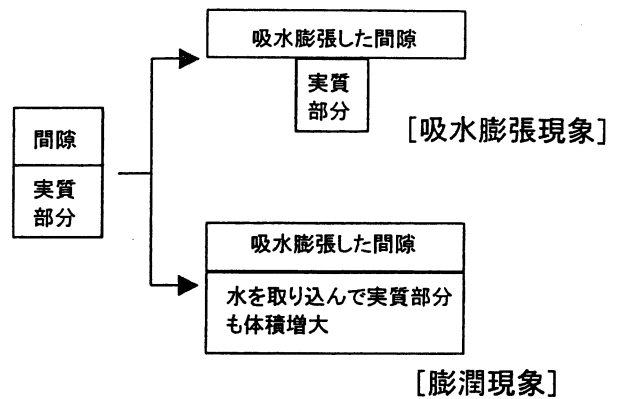 間隙
実質
部分
吸水膨張した間隙
実質
部分
[吸水膨張現象]
吸水膨張した間隙
水を取り込んで実質部分
も体積増大
[膨潤現象]